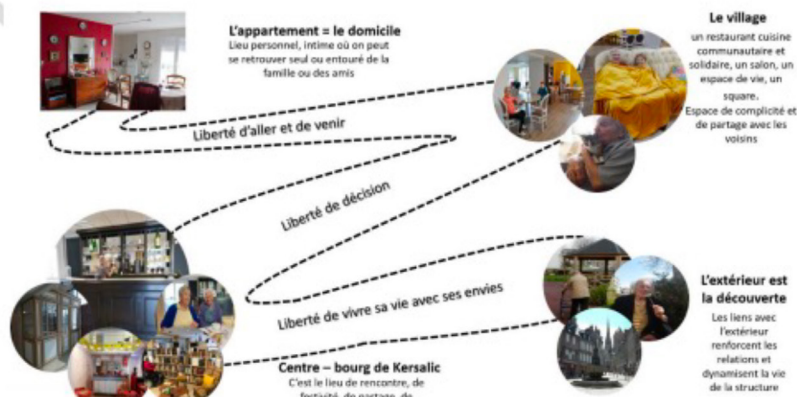 L'appartement = le domicile
Lieu personnel, intime où on peut
se retrouver seul ou entouré de la
famille ou des amis
Le village
un restaurant cuisine
communautaire et
solidaire, un salon, un
espace de vie, un
square.
Espace de complicité et
de partage avec les
voisins
Liberté d'aller et de venir
Liberté de décision
Liberté de vivre sa vie avec ses envies
L'extérieur est
la découverte
Les liens avec
l'extérieur
renforcent les
relations et
dynamisent la vie
de la structure
Centre – bourg de Kersalic
C'est le lieu de rencontre, de
festivité, de partage, de